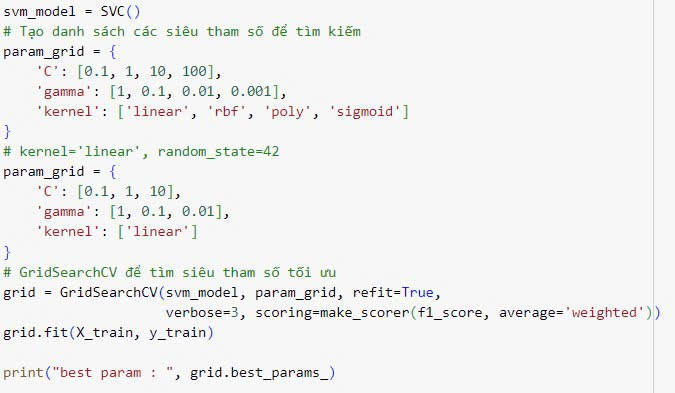 svm_model = SVC()
# Tạo danh sách các siêu tham số để tìm kiếm
param_grid = {
    'C': [0.1, 1, 10, 100],
    'gamma': [1, 0.1, 0.01, 0.001],
    'kernel': ['linear', 'rbf', 'poly', 'sigmoid']
}
# kernel='linear', random_state=42
param_grid = {
    'C': [0.1, 1, 10],
    'gamma': [1, 0.1, 0.01],
    'kernel': ['linear']
}
# GridSearchCV để tìm siêu tham số tối ưu
grid = GridSearchCV(svm_model, param_grid, refit=True,
                    verbose=3, scoring=make_scorer(f1_score, average='weighted'))
grid.fit(X_train, y_train)

print("best param : ", grid.best_params_)